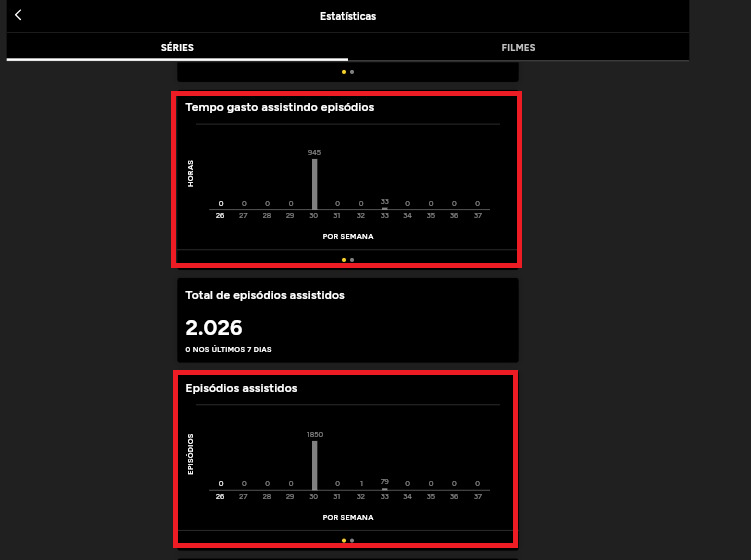 Estatísticas
SÉRIES FILMES
Tempo gasto assistindo episódios
HORAS
945
0 0 0 0 0 0 33 0 0 0 0
26 27 28 29 30 31 32 33 34 35 36 37
POR SEMANA
Total de episódios assistidos
2.026
0 NOS ÚLTIMOS 7 DIAS
Episódios assistidos
EPISÓDIOS
1850
0 0 0 0 0 1 79 0 0 0 0
26 27 28 29 30 31 32 33 34 35 36 37
POR SEMANA